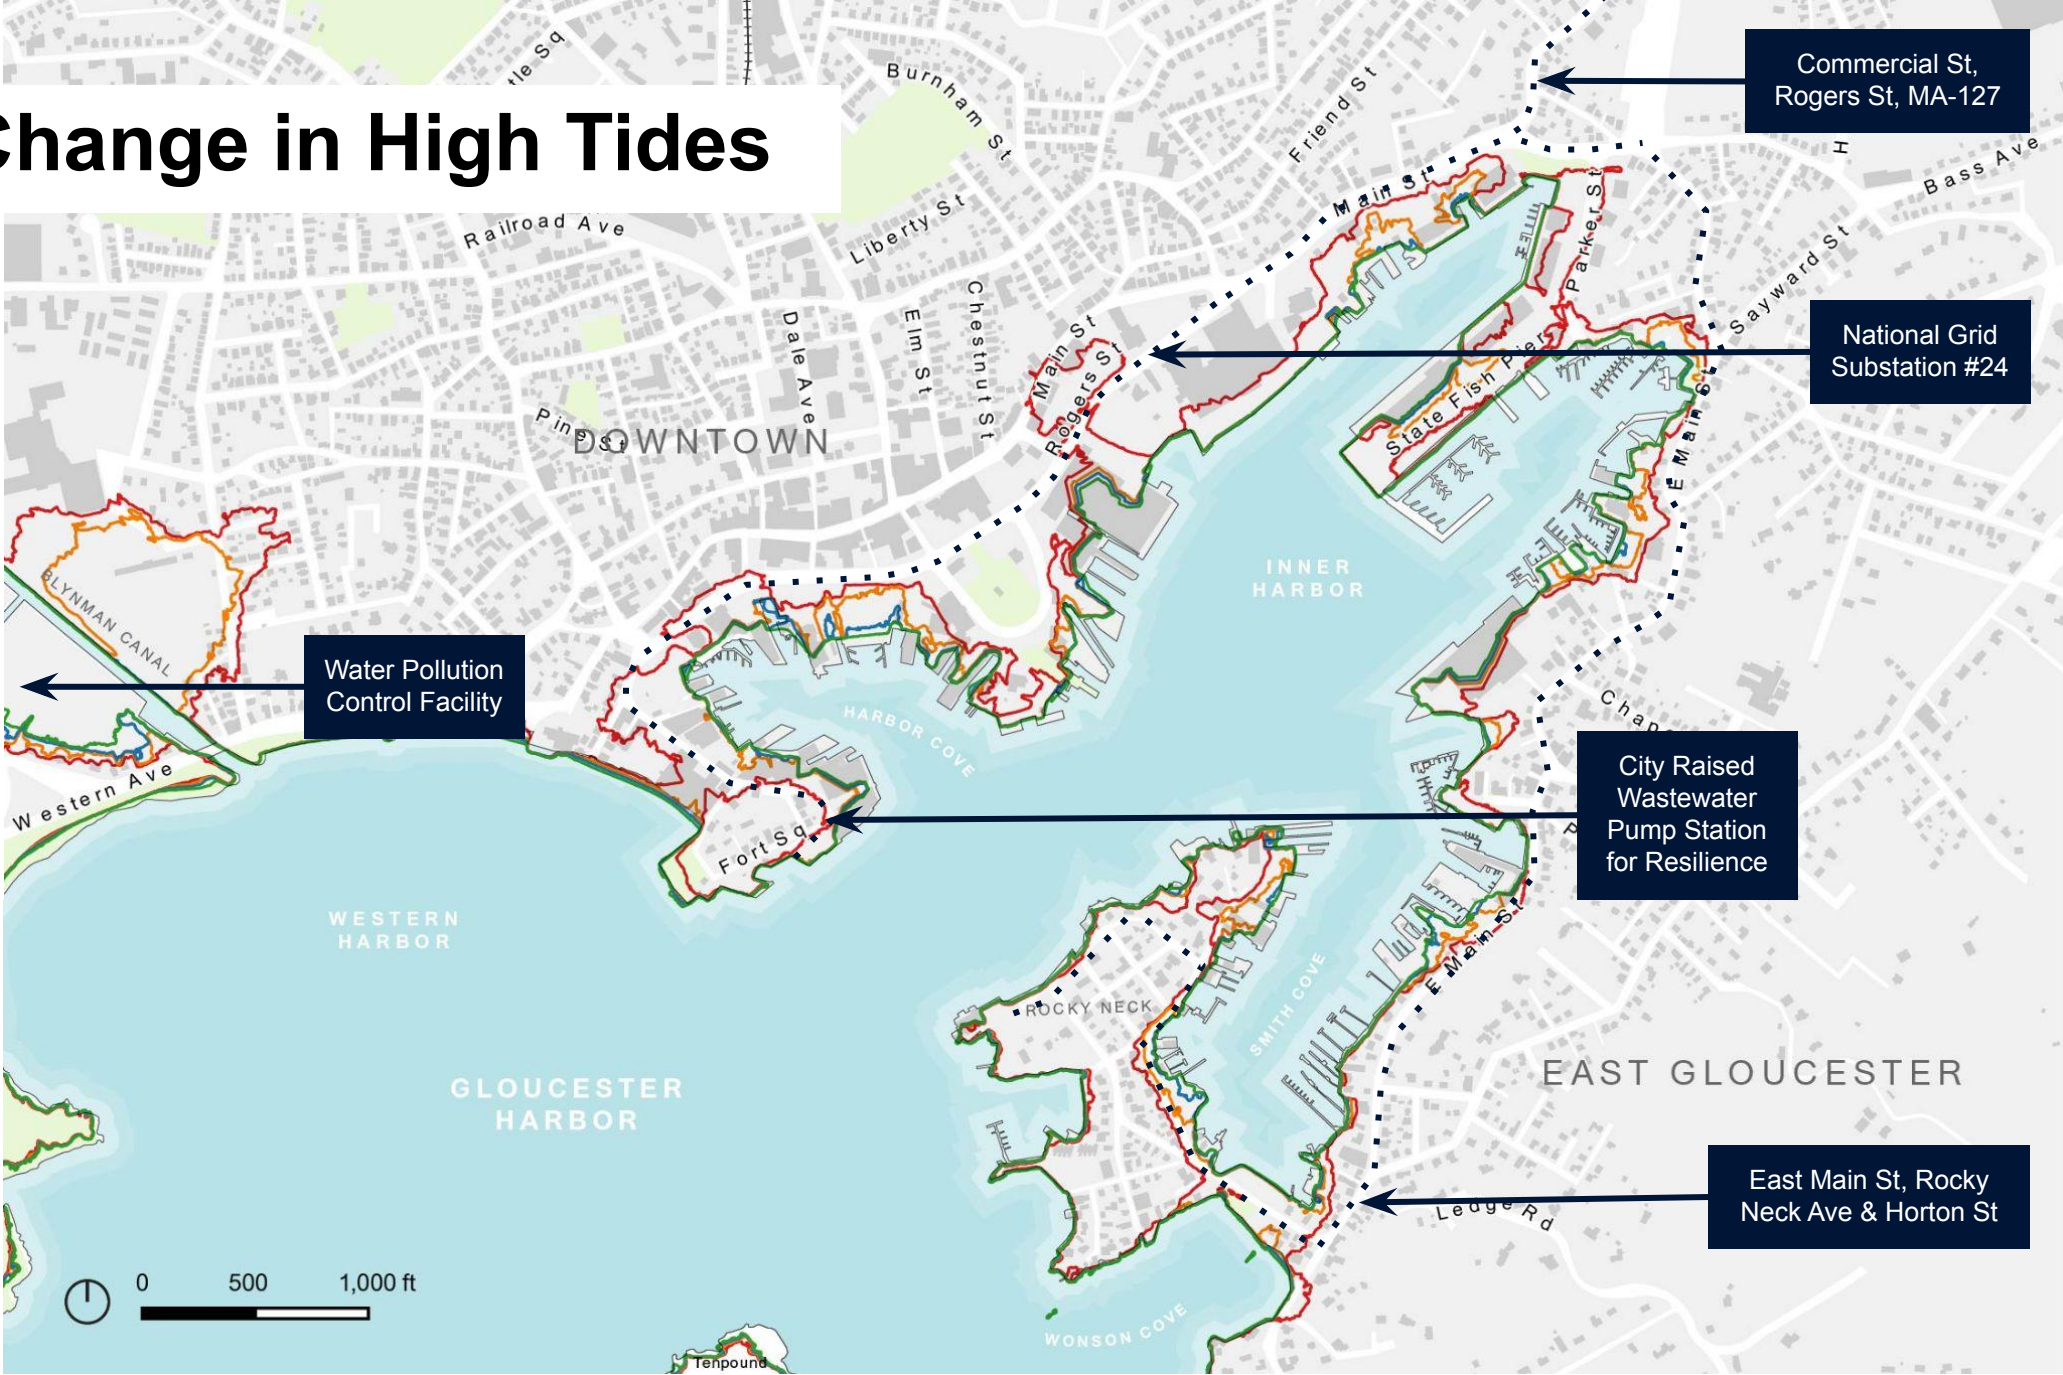 Change in High Tides
Commercial St,
Rogers St, MA-127
National Grid
Substation #24
Water Pollution
Control Facility
City Raised
Wastewater
Pump Station
for Resilience
East Main St, Rocky
Neck Ave & Horton St
Burnham St
Friend St
Bass Ave
H
Main St
Parker St
Liberty St
Railroad Ave
Sayward St
Chestnut St
Elm St
Dale Ave
Main St
Rogers St
State Fish Pier
E Main St
Pine St
DOWNTOWN
INNER
HARBOR
BLYNMAN CANAL
HARBOR COVE
Western Ave
Fort Sq
WESTERN
HARBOR
E Main St
ROCKY NECK
SMITH COVE
GLOUCESTER
HARBOR
EAST GLOUCESTER
Ledge Rd
0 500 1,000 ft
WONSON COVE
Tenpound